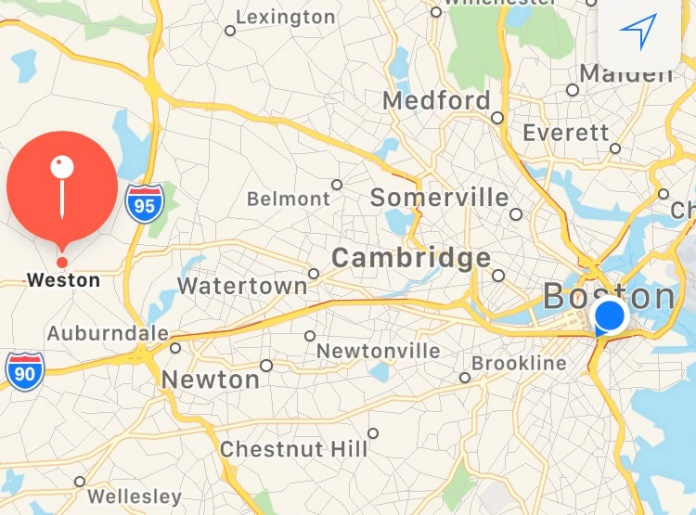 Lexington
Malden
Medford
Everett
95
Belmont
Somerville
Ch
Cambridge
Weston
Watertown
Boston
Auburndale
Newtonville
90
Newton
Brookline
Chestnut Hill
Wellesley